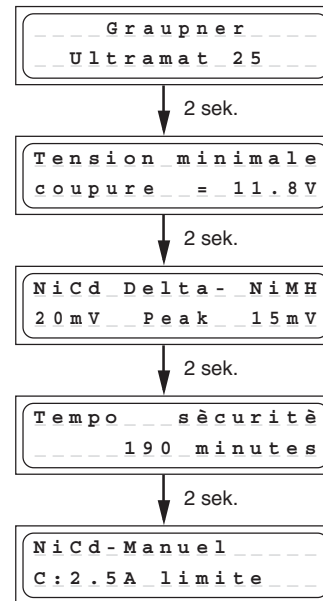 Graupner
Ultramat 25
2 sek.
Tension minimale
coupure = 11.8V
2 sek.
NiCd Delta- NiMH
20mV Peak 15mV
2 sek.
Tempo sècuritè
190 minutes
2 sek.
NiCd-Manuel
C:2.5A limite